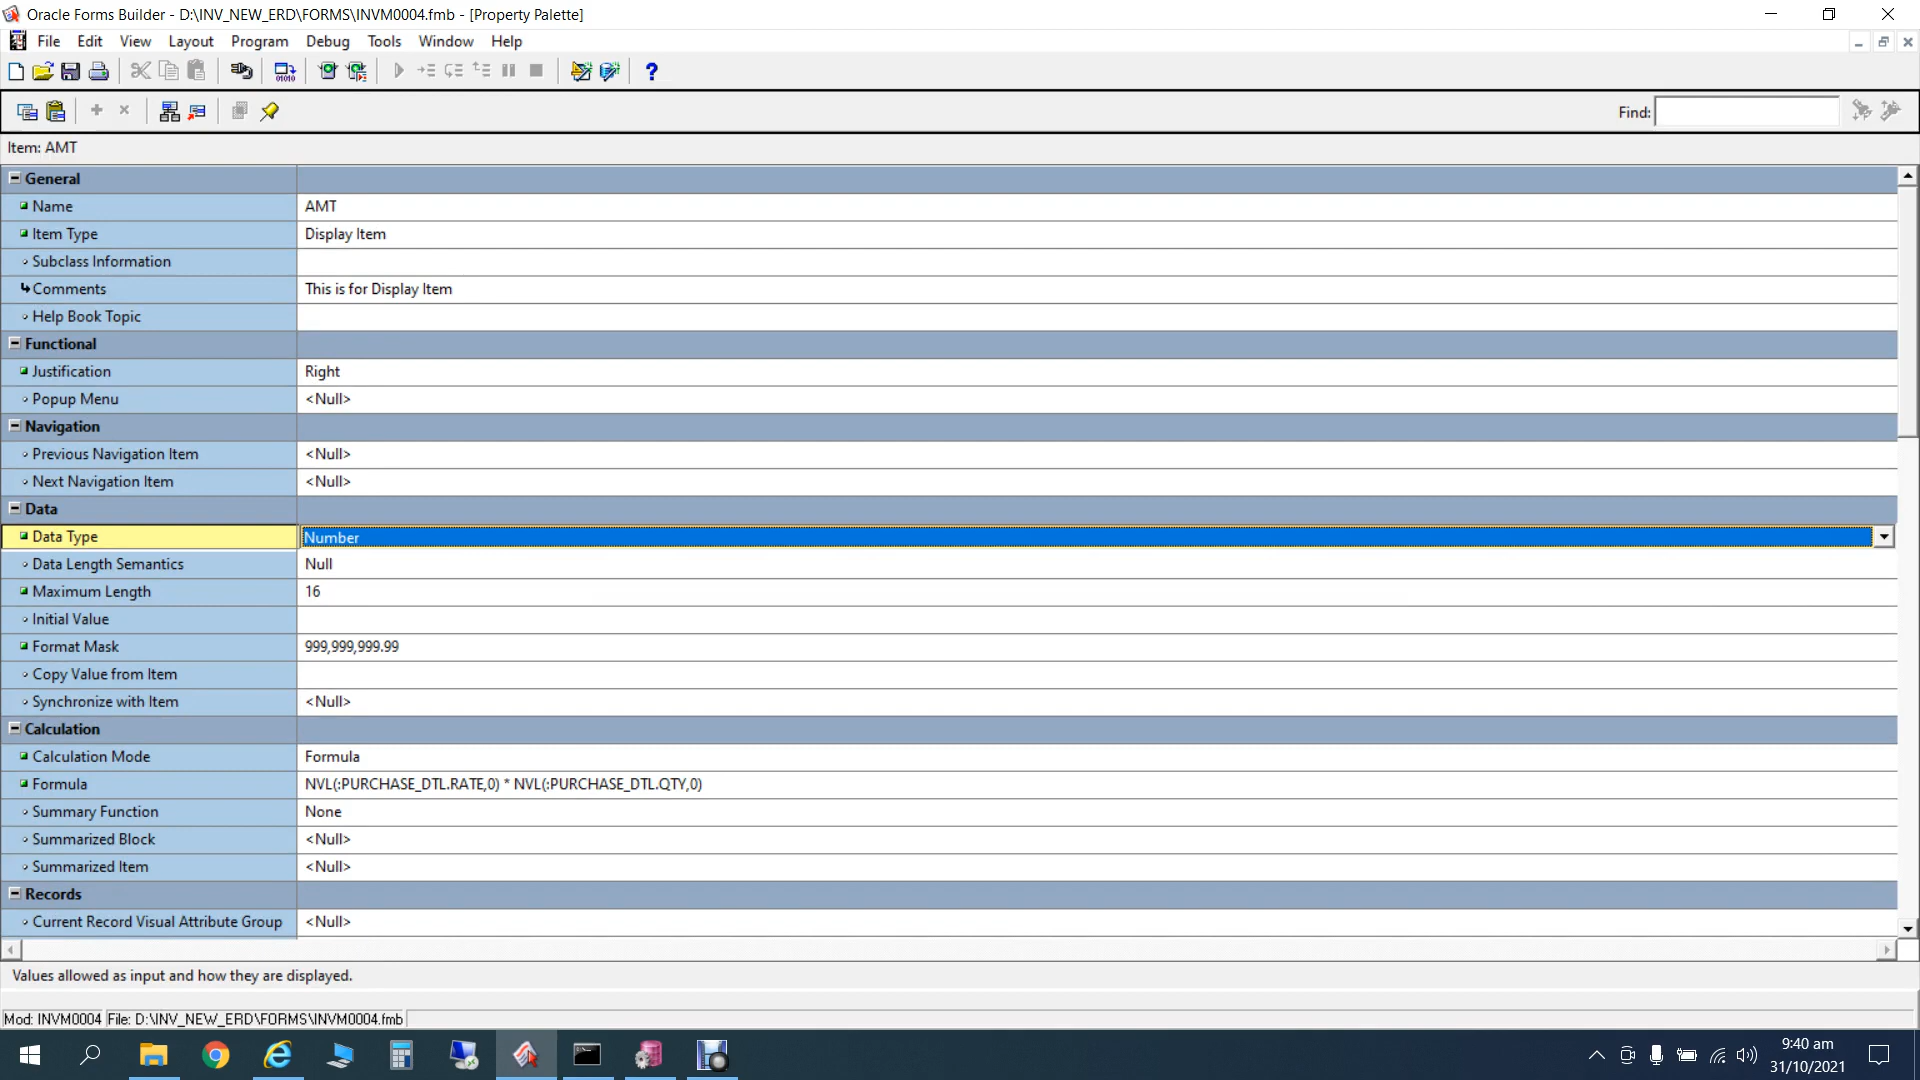 Oracle Forms Builder - D:\INV_NEW_ERD\FORMS\INVM0004.fmb - [Property Palette]
File Edit View Layout Program Debug Tools Window Help
Find:
Item: AMT
General
Name AMT
Item Type Display Item
Subclass Information
Comments This is for Display Item
Help Book Topic
Functional
Justification Right
Popup Menu <Null>
Navigation
Previous Navigation Item <Null>
Next Navigation Item <Null>
Data
Data Type Number
Data Length Semantics Null
Maximum Length 16
Initial Value
Format Mask 999,999,999.99
Copy Value from Item
Synchronize with Item <Null>
Calculation
Calculation Mode Formula
Formula NVL(:PURCHASE_DTL.RATE,0) * NVL(:PURCHASE_DTL.QTY,0)
Summary Function None
Summarized Block <Null>
Summarized Item <Null>
Records
Current Record Visual Attribute Group <Null>
Values allowed as input and how they are displayed.
Mod: INVM0004 File: D:\INV_NEW_ERD\FORMS\INVM0004.fmb
9:40 am
31/10/2021